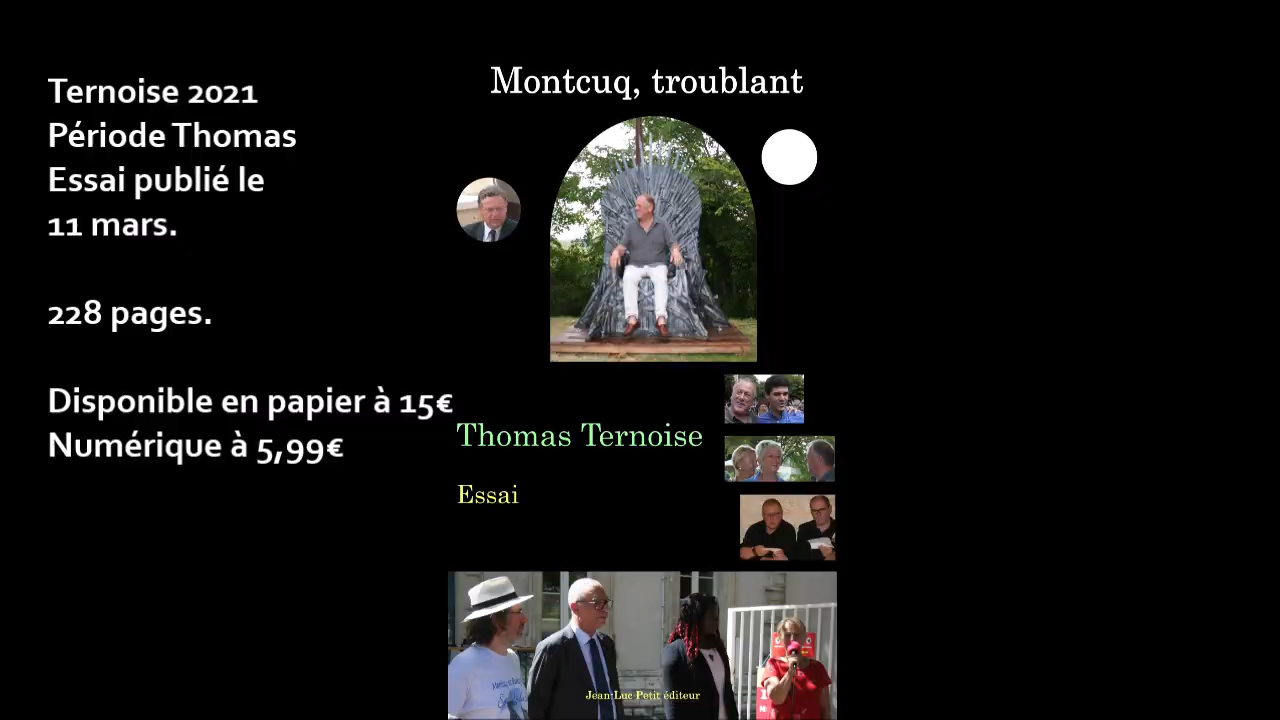 Ternoise 2021
Période Thomas
Essai publié le
11 mars.
228 pages.
Disponible en papier à 15€
Numérique à 5,99€
Montcuq, troublant
Thomas Ternoise
Essai
Jean-Luc Petit éditeur